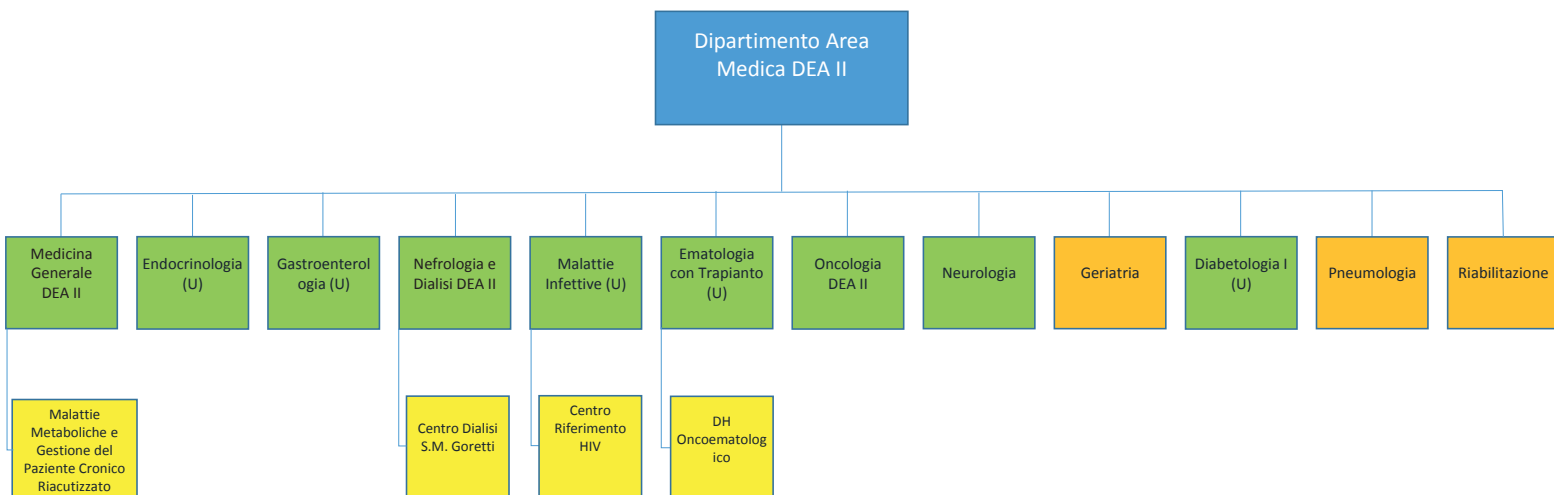 Dipartimento Area
Medica DEA II
Medicina
Generale
DEA II
Endocrinologia
(U)
Gastroenterol
ogia (U)
Nefrologia e
Dialisi DEA II
Malattie
Infettive (U)
Ematologia
con Trapianto
(U)
Oncologia
DEA II
Neurologia
Geriatria
Diabetologia I
(U)
Pneumologia
Riabilitazione
Malattie
Metaboliche e
Gestione del
Paziente Cronico
Riacutizzato
Centro Dialisi
S.M. Goretti
Centro
Riferimento
HIV
DH
Oncoematolog
ico